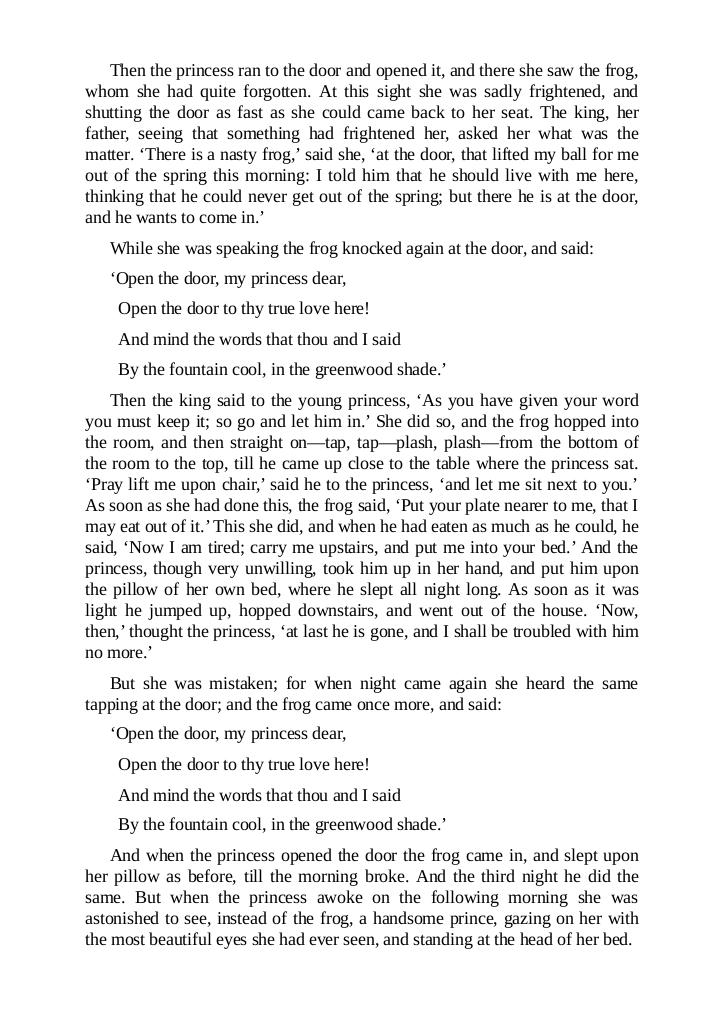 Then the princess ran to the door and opened it, and there she saw the frog,
whom she had quite forgotten. At this sight she was sadly frightened, and
shutting the door as fast as she could came back to her seat. The king, her
father, seeing that something had frightened her, asked her what was the
matter. ‘There is a nasty frog,’ said she, ‘at the door, that lifted my ball for me
out of the spring this morning: I told him that he should live with me here,
thinking that he could never get out of the spring; but there he is at the door,
and he wants to come in.’
While she was speaking the frog knocked again at the door, and said:
‘Open the door, my princess dear,
Open the door to thy true love here!
And mind the words that thou and I said
By the fountain cool, in the greenwood shade.’
Then the king said to the young princess, ‘As you have given your word
you must keep it; so go and let him in.’ She did so, and the frog hopped into
the room, and then straight on—tap, tap—plash, plash—from the bottom of
the room to the top, till he came up close to the table where the princess sat.
‘Pray lift me upon chair,’ said he to the princess, ‘and let me sit next to you.’
As soon as she had done this, the frog said, ‘Put your plate nearer to me, that I
may eat out of it.’ This she did, and when he had eaten as much as he could, he
said, ‘Now I am tired; carry me upstairs, and put me into your bed.’ And the
princess, though very unwilling, took him up in her hand, and put him upon
the pillow of her own bed, where he slept all night long. As soon as it was
light he jumped up, hopped downstairs, and went out of the house. ‘Now,
then,’ thought the princess, ‘at last he is gone, and I shall be troubled with him
no more.’
But she was mistaken; for when night came again she heard the same
tapping at the door; and the frog came once more, and said:
‘Open the door, my princess dear,
Open the door to thy true love here!
And mind the words that thou and I said
By the fountain cool, in the greenwood shade.’
And when the princess opened the door the frog came in, and slept upon
her pillow as before, till the morning broke. And the third night he did the
same. But when the princess awoke on the following morning she was
astonished to see, instead of the frog, a handsome prince, gazing on her with
the most beautiful eyes she had ever seen, and standing at the head of her bed.